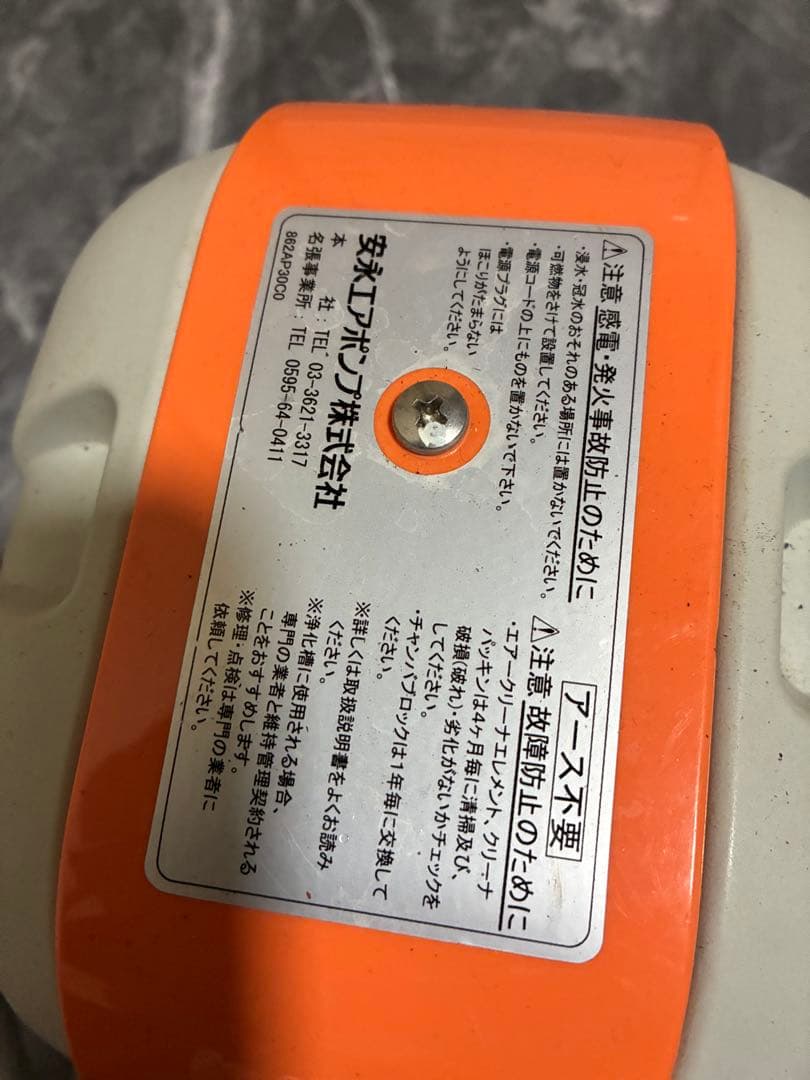 ⚠注意 感電・発火事故防止のために
・浸水・冠水のおそれのある場所には置かないでください。
・可燃物をさけて設置してください。
・電源コードの上にものを置かないで下さい。
・電源プラグには
ほこりがたまらない
ようにしてください。
安永エアポンプ株式会社
本　　社：TEL 03-3621-3317
名張事業所：TEL 0595-64-0411
862AP30C0
アース不要
⚠注意 故障防止のために
・エアークリーナエレメント、クリーナ
パッキンは4ヶ月毎に清掃及び、
破損(破れ)・劣化がないかチェックを
してください。
・チャンバブロックは1年毎に交換して
ください。
※詳しくは取扱説明書をよくお読み
ください。
※浄化槽に使用される場合、
専門の業者と維持管理契約される
ことをおすすめします。
※修理・点検は専門の業者に
依頼してください。